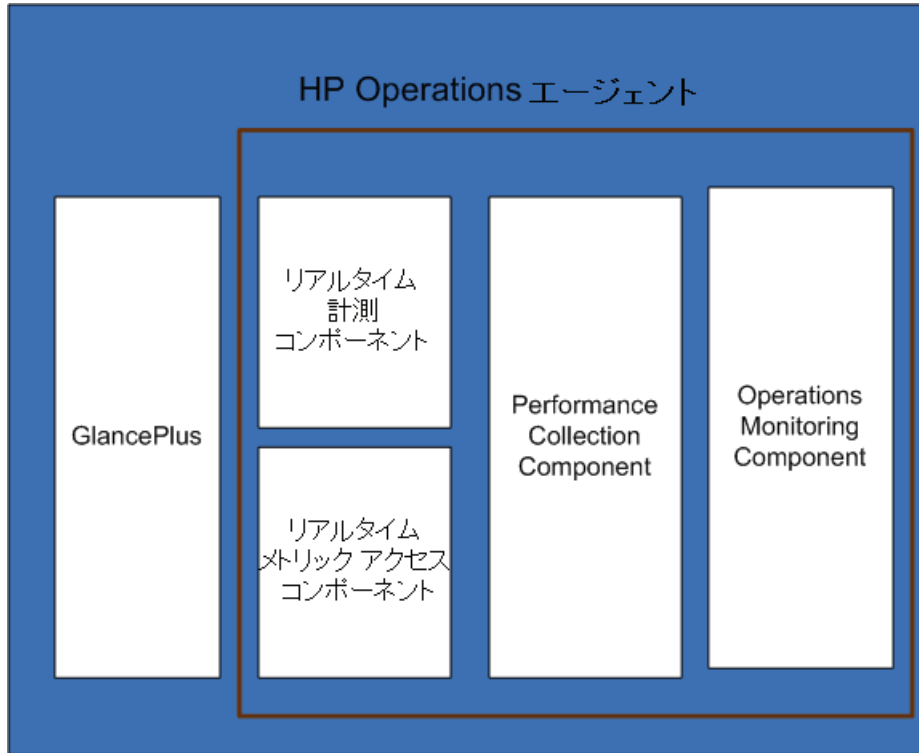 HP Operations エージェント
GlancePlus
リアルタイム
計測
コンポーネント
リアルタイム
メトリック アクセス
コンポーネント
Performance
Collection
Component
Operations
Monitoring
Component